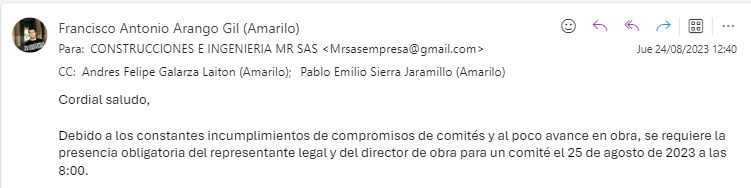 Francisco Antonio Arango Gil (Amarilo)
Para: CONSTRUCCIONES E INGENIERIA MR SAS <Mrsasempresa@gmail.com>
Jue 24/08/2023 12:40
CC: Andres Felipe Galarza Laiton (Amarilo); Pablo Emilio Sierra Jaramillo (Amarilo)
Cordial saludo,
Debido a los constantes incumplimientos de compromisos de comités y al poco avance en obra, se requiere la
presencia obligatoria del representante legal y del director de obra para un comité el 25 de agosto de 2023 a las
8:00.